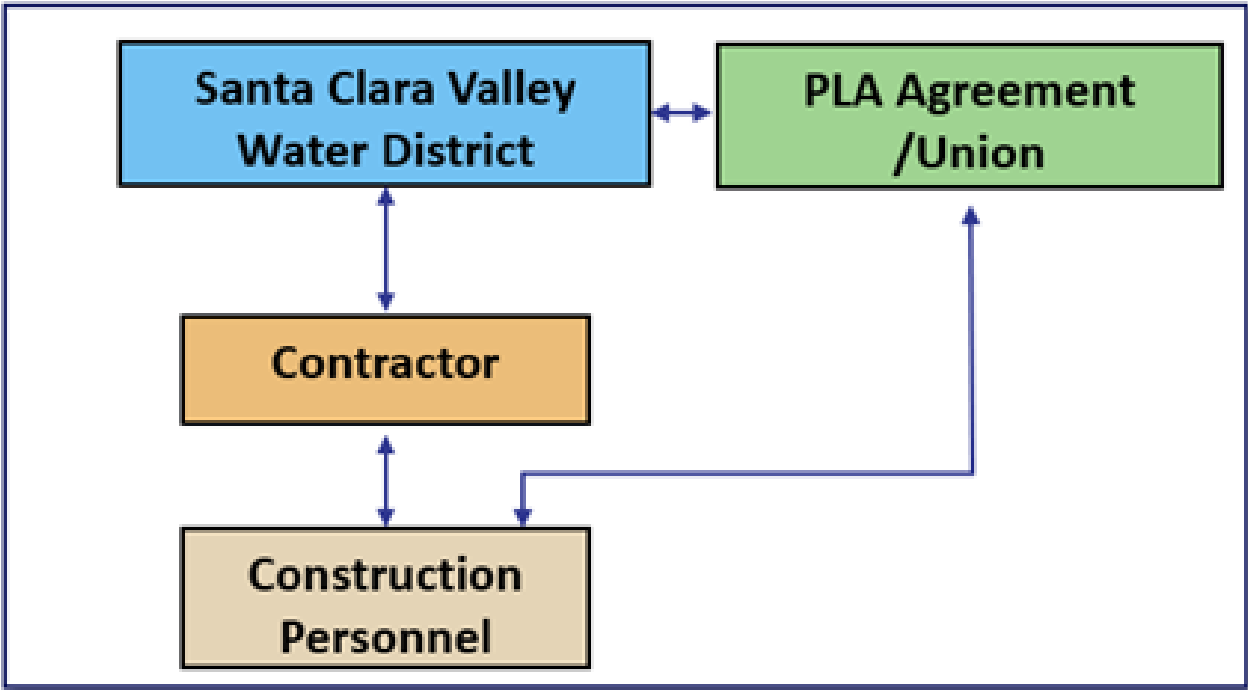 Santa Clara Valley
Water District
PLA Agreement
/Union
Contractor
Construction
Personnel